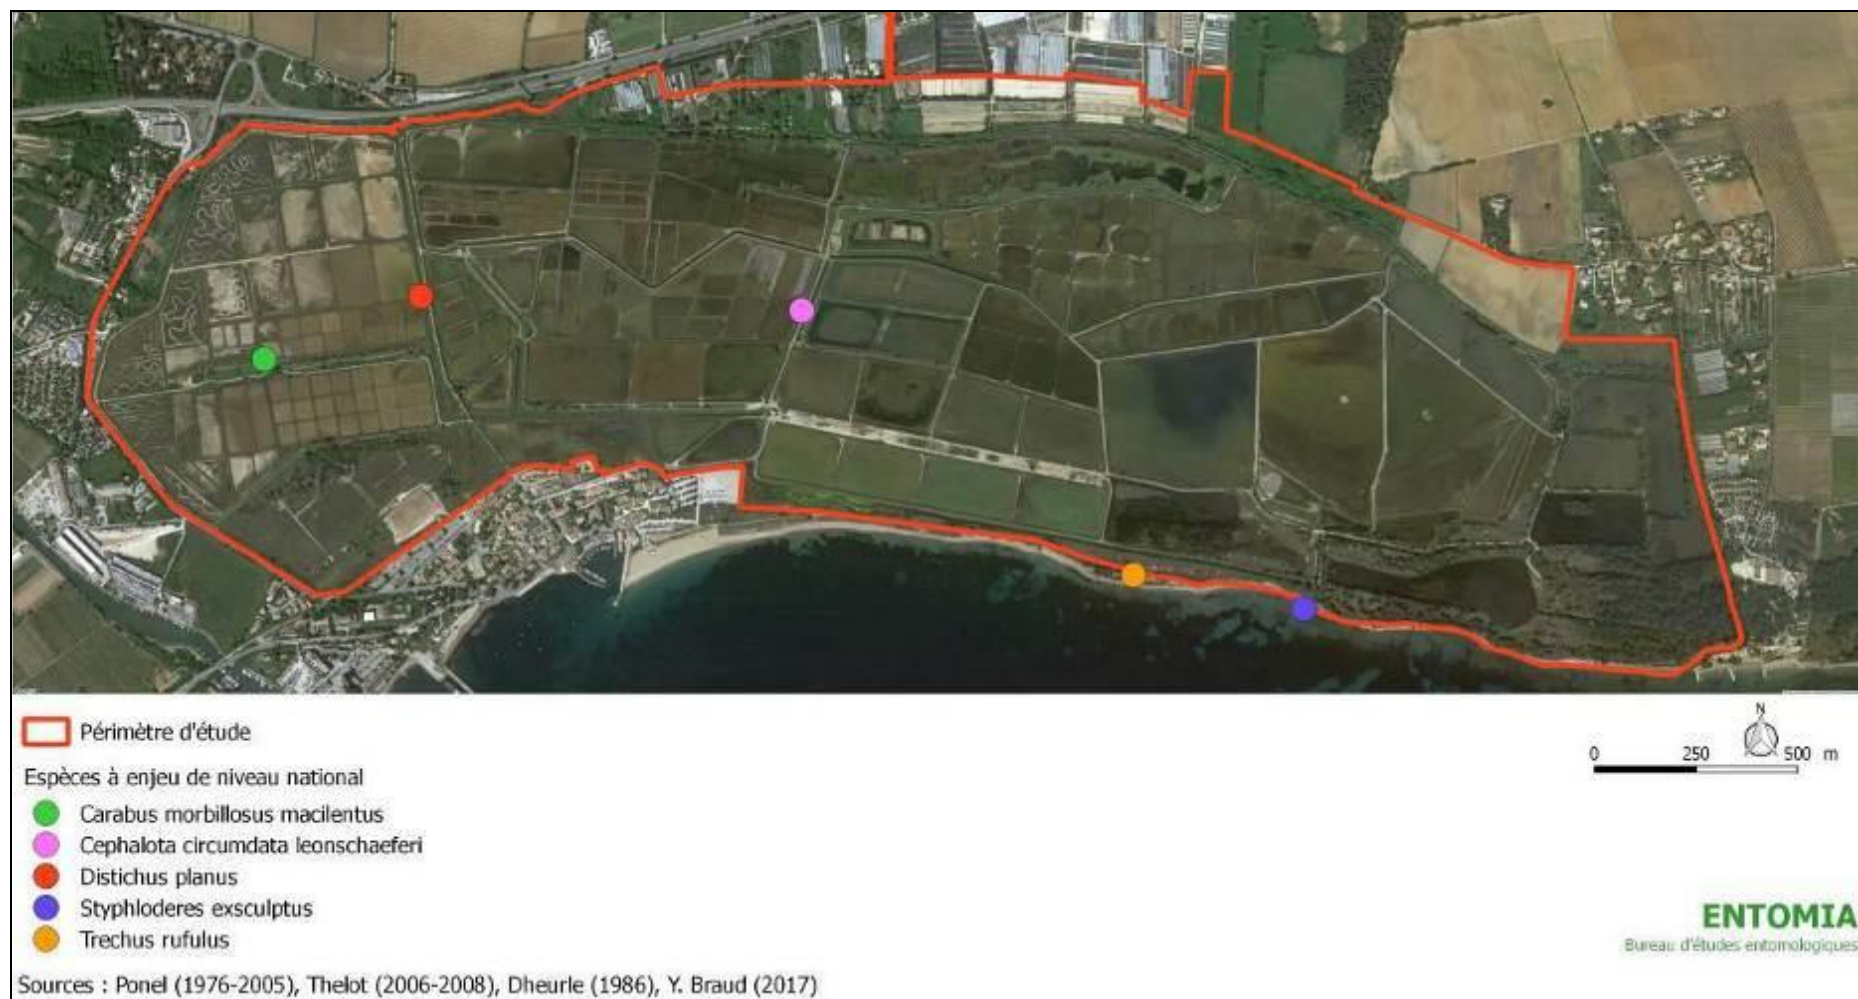 Périmètre d'étude
N
0 250 500 m
Espèces à enjeu de niveau national
Carabus morbillosus macilentus
Cephalota circumdata leonschaeferi
Distichus planus
Styphloderes exsculptus
Trechus rufulus
ENTOMIA
Bureau d'études entomologiques
Sources : Ponel (1976-2005), Thelot (2006-2008), Dheurle (1986), Y. Braud (2017)